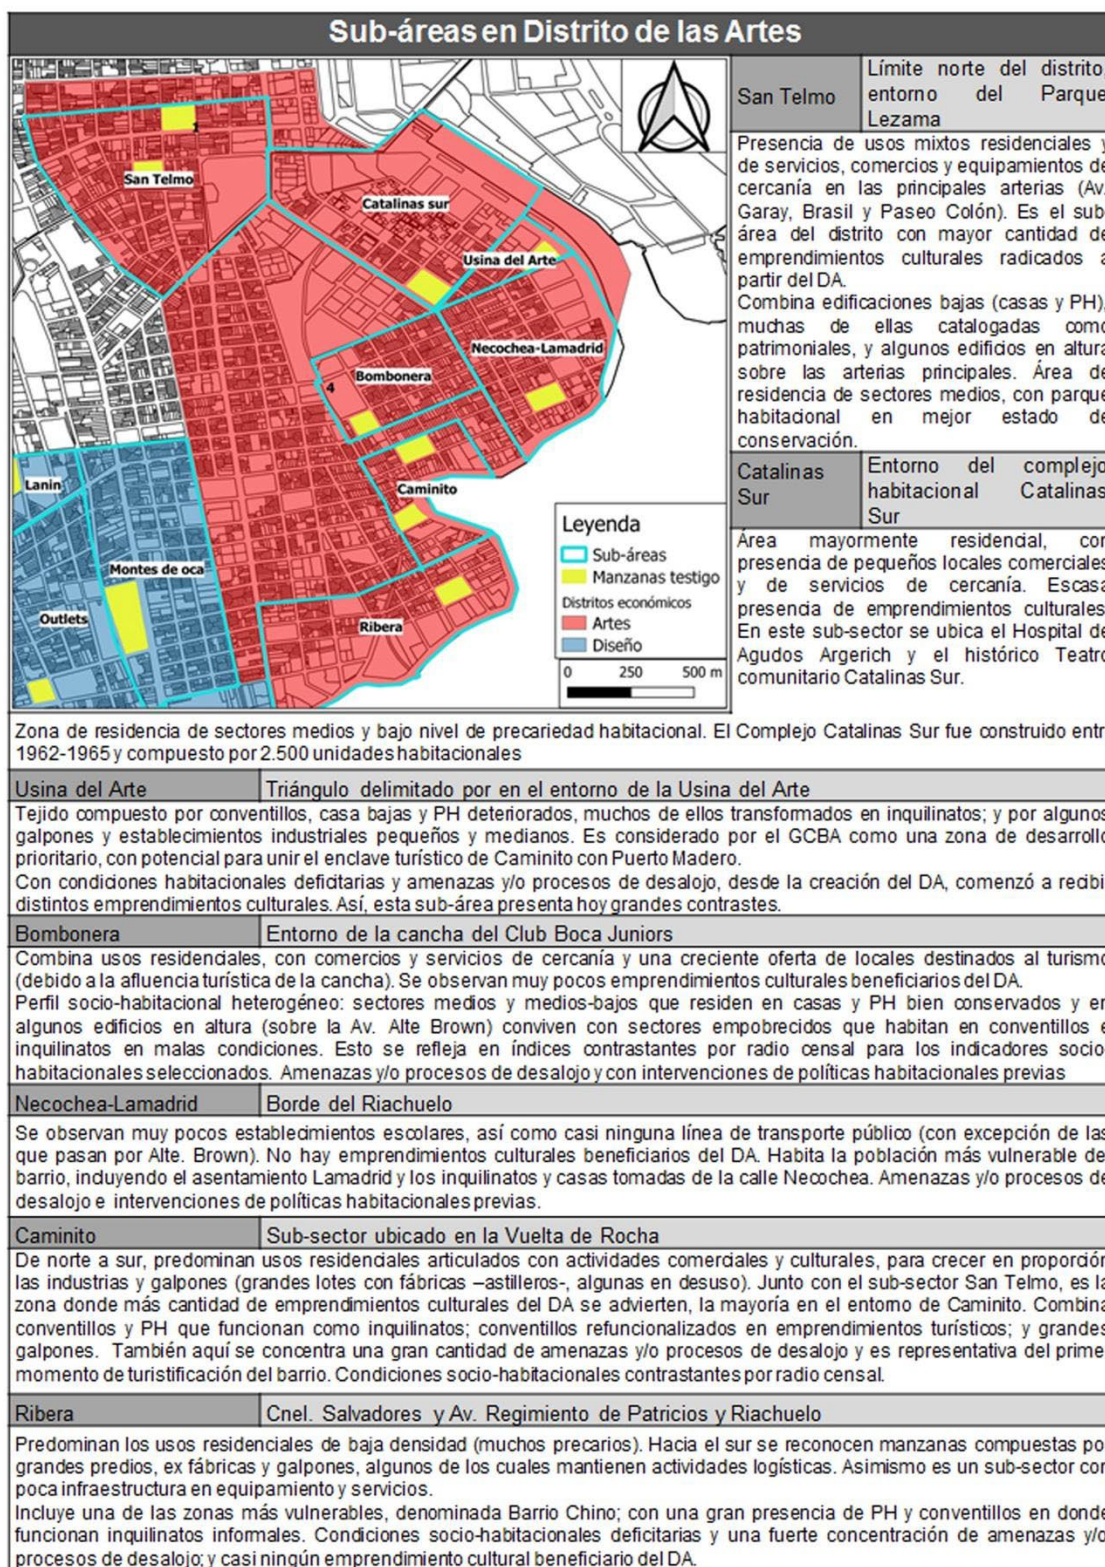 Sub-áreas en Distrito de las Artes
1
San Telmo
Catalinas sur
Usina del Arte
Necochea-Lamadrid
Bombonera
4
Caminito
Lanin
Montes de oca
Outlets
Ribera
Leyenda
Sub-áreas
Manzanas testigo
Distritos económicos
Artes
Diseño
0 250 500 m
San Telmo
Límite norte del distrito,
entorno del Parque
Lezama
Presencia de usos mixtos residenciales y
de servicios, comercios y equipamientos de
cercanía en las principales arterias (Av.
Garay, Brasil y Paseo Colón). Es el sub
área del distrito con mayor cantidad de
emprendimientos culturales radicados a
partir del DA.
Combina edificaciones bajas (casas y PH),
muchas de ellas catalogadas como
patrimoniales, y algunos edificios en altura
sobre las arterias principales. Área de
residencia de sectores medios, con parque
habitacional en mejor estado de
conservación.
Catalinas
Sur
Entorno del complejo
habitacional Catalinas
Sur
Área mayormente residencial, con
presencia de pequeños locales comerciales
y de servicios de cercanía. Escasa
presencia de emprendimientos culturales
En este sub-sector se ubica el Hospital de
Agudos Argerich y el histórico Teatro
comunitario Catalinas Sur.
Zona de residencia de sectores medios y bajo nivel de precariedad habitacional. El Complejo Catalinas Sur fue construido entr
1962-1965 y compuesto por 2.500 unidades habitacionales
Usina del Arte
Triángulo delimitado por en el entorno de la Usina del Arte
Tejido compuesto por conventillos, casa bajas y PH deteriorados, muchos de ellos transformados en inquilinatos; y por algunos
galpones y establecimientos industriales pequeños y medianos. Es considerado por el GCBA como una zona de desarrollo
prioritario, con potencial para unir el enclave turístico de Caminito con Puerto Madero.
Con condiciones habitacionales deficitarias y amenazas y/o procesos de desalojo, desde la creación del DA, comenzó a recibi
distintos emprendimientos culturales. Así, esta sub-área presenta hoy grandes contrastes.
Bombonera
Entorno de la cancha del Club Boca Juniors
Combina usos residenciales, con comercios y servicios de cercanía y una creciente oferta de locales destinados al turismo
(debido a la afluencia turística de la cancha). Se observan muy pocos emprendimientos culturales beneficiarios del DA.
Perfil socio-habitacional heterogéneo: sectores medios y medios-bajos que residen en casas y PH bien conservados y en
algunos edificios en altura (sobre la Av. Alte Brown) conviven con sectores empobrecidos que habitan en conventillos e
inquilinatos en malas condiciones. Esto se refleja en índices contrastantes por radio censal para los indicadores socio-
habitacionales seleccionados. Amenazas y/o procesos de desalojo y con intervenciones de políticas habitacionales previas
Necochea-Lamadrid
Borde del Riachuelo
Se observan muy pocos establecimientos escolares, así como casi ninguna línea de transporte público (con excepción de las
que pasan por Alte. Brown). No hay emprendimientos culturales beneficiarios del DA. Habita la población más vulnerable de
barrio, incluyendo el asentamiento Lamadrid y los inquilinatos y casas tomadas de la calle Necochea. Amenazas y/o procesos de
desalojo e intervenciones de políticas habitacionales previas.
Caminito
Sub-sector ubicado en la Vuelta de Rocha
De norte a sur, predominan usos residenciales articulados con actividades comerciales y culturales, para crecer en proporción
las industrias y galpones (grandes lotes con fábricas –astilleros-, algunas en desuso). Junto con el sub-sector San Telmo, es la
zona donde más cantidad de emprendimientos culturales del DA se advierten, la mayoría en el entorno de Caminito. Combina
conventillos y PH que funcionan como inquilinatos; conventillos refuncionalizados en emprendimientos turísticos; y grandes
galpones. También aquí se concentra una gran cantidad de amenazas y/o procesos de desalojo y es representativa del prime
momento de turistificación del barrio. Condiciones socio-habitacionales contrastantes por radio censal.
Ribera
Cnel. Salvadores y Av. Regimiento de Patricios y Riachuelo
Predominan los usos residenciales de baja densidad (muchos precarios). Hacia el sur se reconocen manzanas compuestas po
grandes predios, ex fábricas y galpones, algunos de los cuales mantienen actividades logísticas. Asimismo es un sub-sector con
poca infraestructura en equipamiento y servicios.
Incluye una de las zonas más vulnerables, denominada Barrio Chino; con una gran presencia de PH y conventillos en donde
funcionan inquilinatos informales. Condiciones socio-habitacionales deficitarias y una fuerte concentración de amenazas y/o
procesos de desalojo; y casi ningún emprendimiento cultural beneficiario del DA.